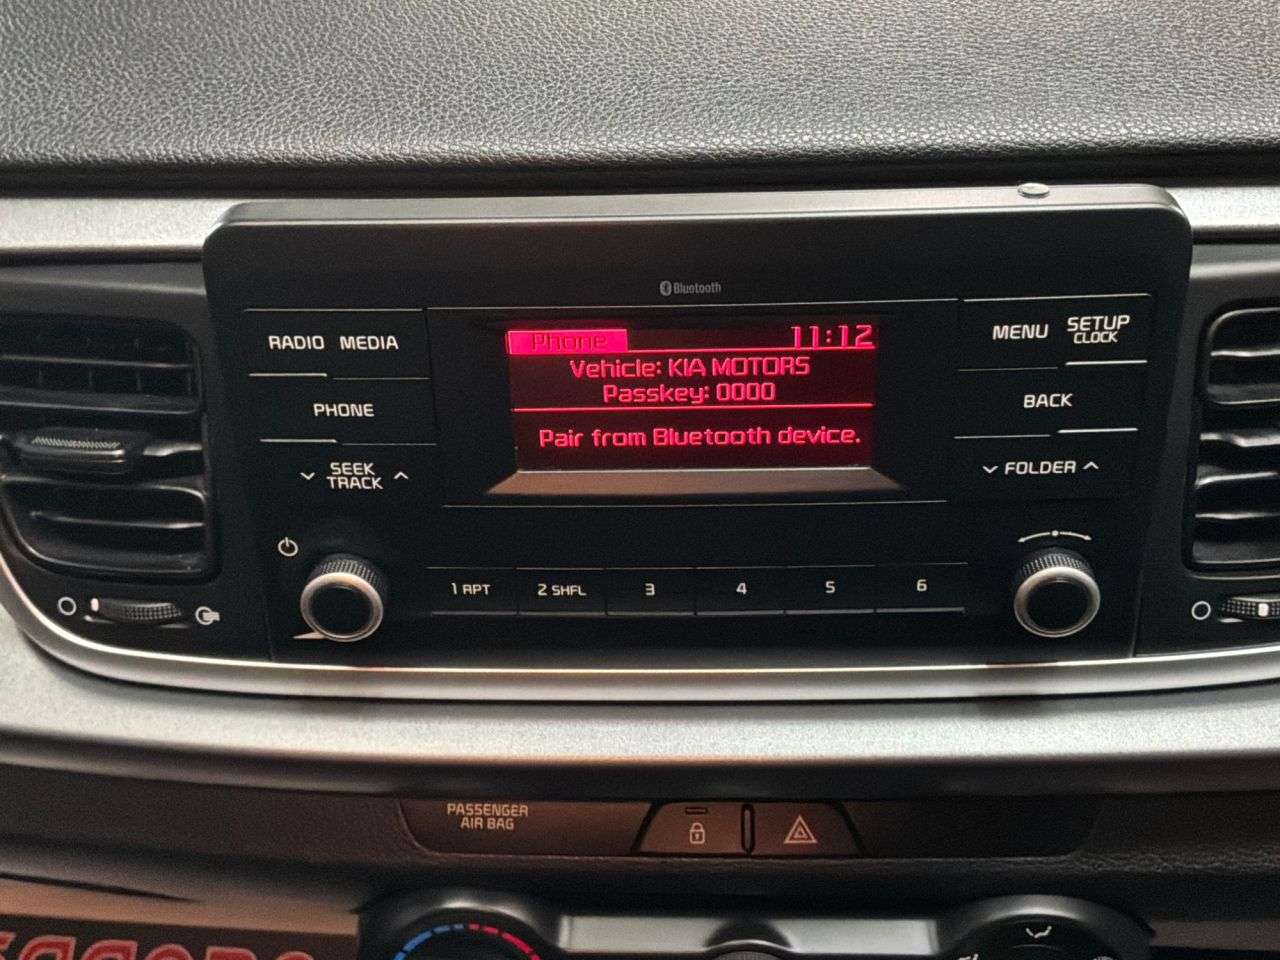 Bluetooth
RADIO MEDIA
PHONE
SEEK
TRACK
Phone 11:12
Vehicle: KIA MOTORS
Passkey: 0000
Pair from Bluetooth device.
MENU SETUP
CLOCK
BACK
FOLDER
1 RPT 2 SHFL 3 4 5 6
PASSENGER
AIR BAG